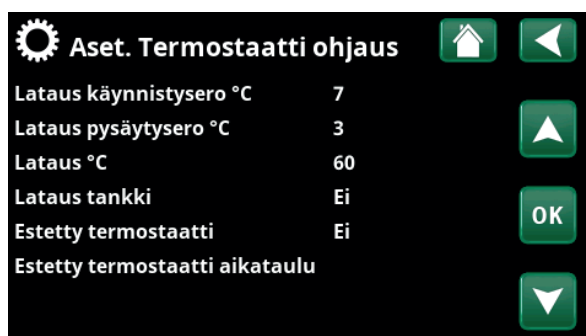 Aset. Termostaatti ohjaus
Lataus käynnistysero °C 7
Lataus pysäytysero °C 3
Lataus °C 60
Lataus tankki Ei
Estetty termostaatti Ei
Estetty termostaatti aikataulu
OK